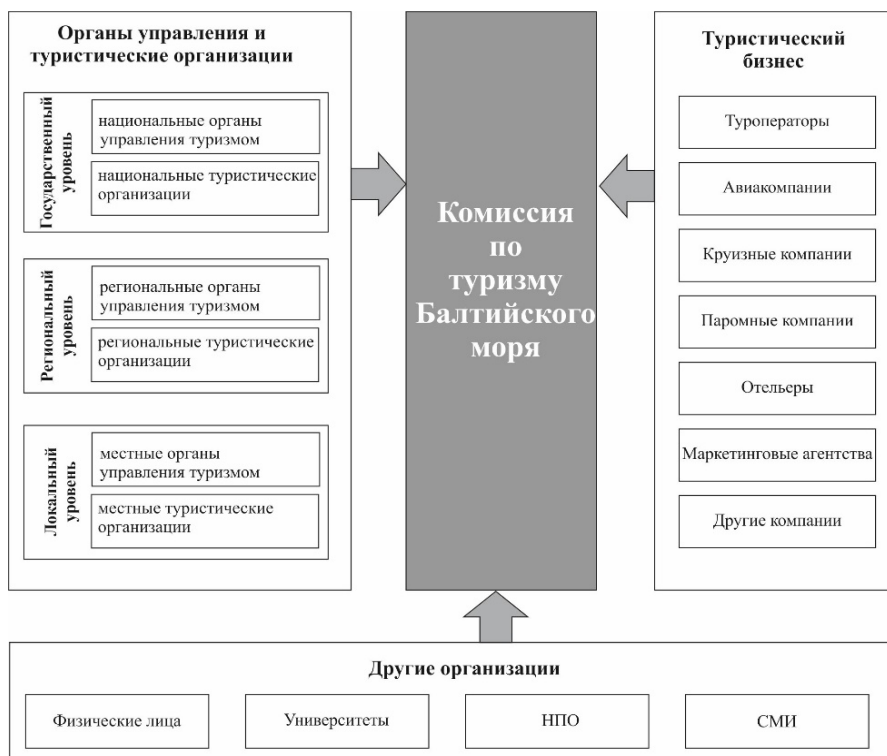 Органы управления и
туристические организации
Государственный
уровень
национальные органы
управления туризмом
национальные туристические
организации
Региональный
уровень
региональные органы
управления туризмом
региональные туристические
организации
Локальный
уровень
местные органы
управления туризмом
местные туристические
организации
Комиссия
по
туризму
Балтийского
моря
Туристический
бизнес
Туроператоры
Авиакомпании
Круизные компании
Паромные компании
Отельеры
Маркетинговые агентства
Другие компании
Другие организации
Физические лица
Университеты
НПО
СМИ